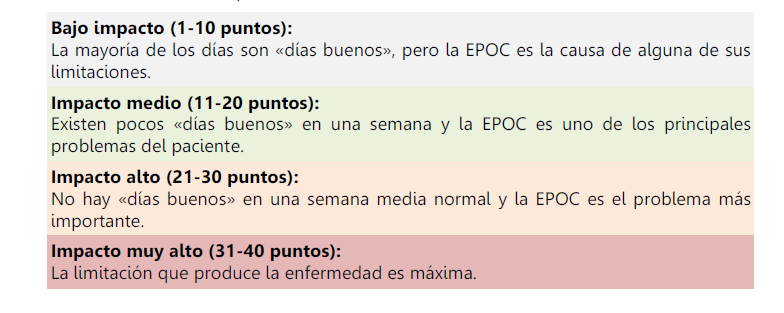 Bajo impacto (1-10 puntos):
La mayoría de los días son «días buenos», pero la EPOC es la causa de alguna de sus
limitaciones.
Impacto medio (11-20 puntos):
Existen pocos «días buenos» en una semana y la EPOC es uno de los principales
problemas del paciente.
Impacto alto (21-30 puntos):
No hay «días buenos» en una semana media normal y la EPOC es el problema más
importante.
Impacto muy alto (31-40 puntos):
La limitación que produce la enfermedad es máxima.